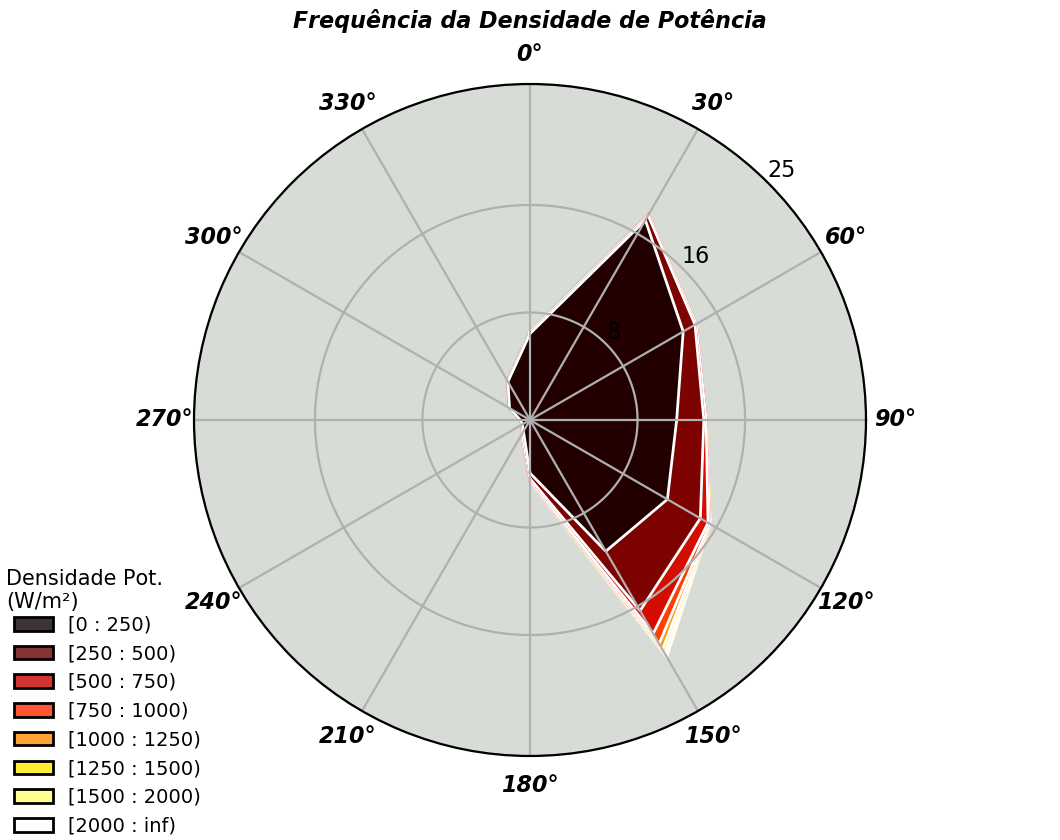 Frequência da Densidade de Potência
0°
330°
30°
25
300°
60°
16
8
270°
90°
240°
120°
210°
150°
180°
Densidade Pot.
(W/m²)
[0 : 250)
[250 : 500)
[500 : 750)
[750 : 1000)
[1000 : 1250)
[1250 : 1500)
[1500 : 2000)
[2000 : inf)